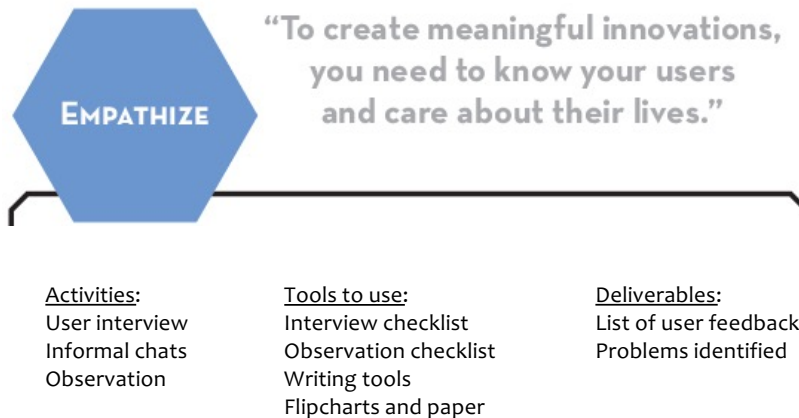 EMPATHIZE
“To create meaningful innovations,
you need to know your users
and care about their lives.”
Activities:
User interview
Informal chats
Observation
Tools to use:
Interview checklist
Observation checklist
Writing tools
Flipcharts and paper
Deliverables:
List of user feedback
Problems identified